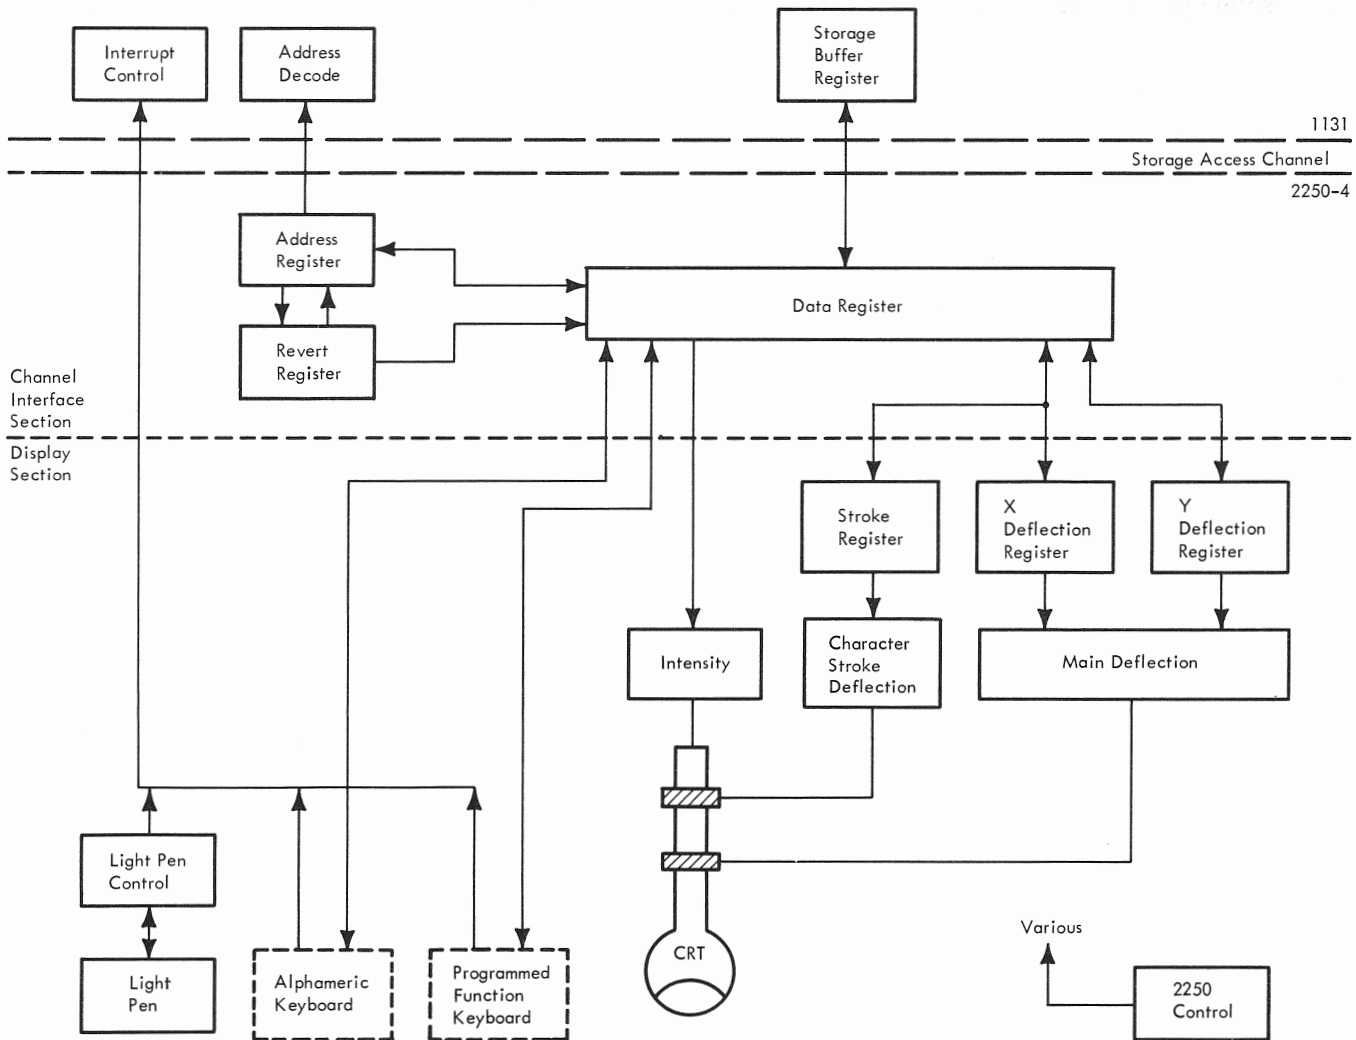 Interrupt
Control
Address
Decode
Storage
Buffer
Register
1131
Storage Access Channel
2250-4
Address
Register
Data Register
Revert
Register
Channel
Interface
Section
Display
Section
Stroke
Register
X
Deflection
Register
Y
Deflection
Register
Intensity
Character
Stroke
Deflection
Main Deflection
Light Pen
Control
Light
Pen
Alphameric
Keyboard
Programmed
Function
Keyboard
CRT
Various
2250
Control